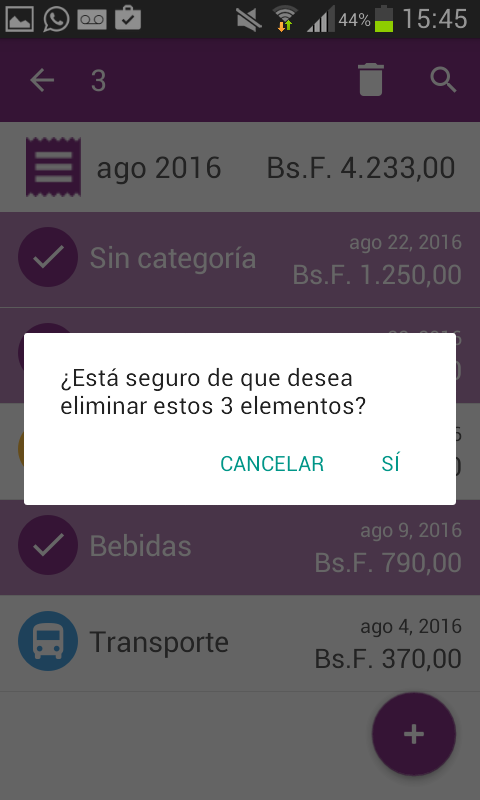 44% 15:45
3
ago 2016 Bs.F. 4.233,00
ago 22, 2016
Sin categoría
Bs.F. 1.250,00
¿Está seguro de que desea
eliminar estos 3 elementos?
CANCELAR SÍ
ago 9, 2016
Bebidas
Bs.F. 790,00
ago 4, 2016
Transporte
Bs.F. 370,00
+